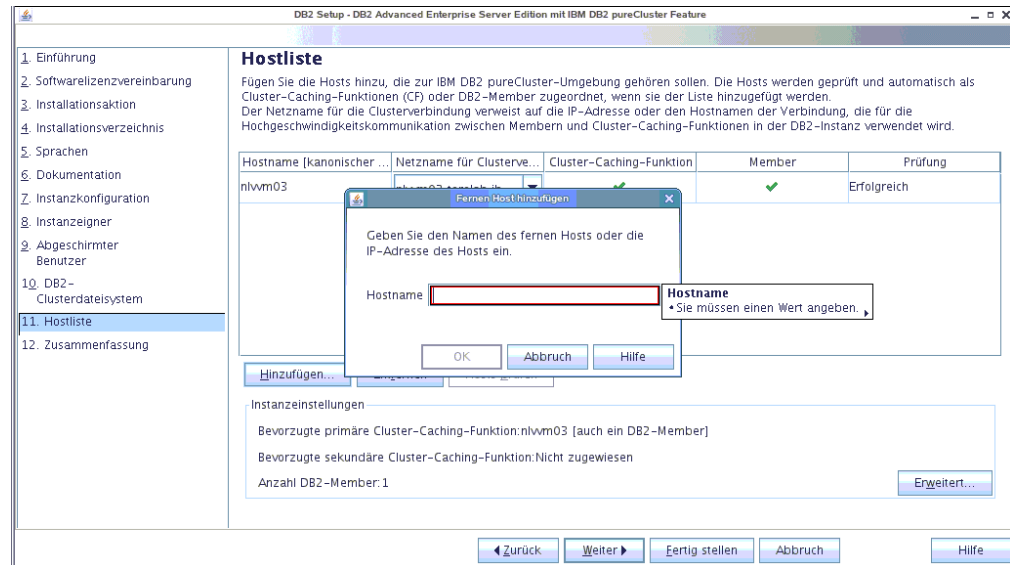 DB2 Setup - DB2 Advanced Enterprise Server Edition mit IBM DB2 pureCluster Feature
1. Einführung
2. Softwarelizenzvereinbarung
3. Installationsaktion
4. Installationsverzeichnis
5. Sprachen
6. Dokumentation
7. Instanzkonfiguration
8. Instanzeigner
9. Abgeschirmter
Benutzer
10. DB2-
Clusterdateisystem
11. Hostliste
12. Zusammenfassung
Hostliste
Fügen Sie die Hosts hinzu, die zur IBM DB2 pureCluster-Umgebung gehören sollen. Die Hosts werden geprüft und automatisch als
Cluster-Caching-Funktionen (CF) oder DB2-Member zugeordnet, wenn sie der Liste hinzugefügt werden.
Der Netzname für die Clusterverbindung verweist auf die IP-Adresse oder den Hostnamen der Verbindung, die für die
Hochgeschwindigkeitskommunikation zwischen Membern und Cluster-Caching-Funktionen in der DB2-Instanz verwendet wird.
Hostname [kanonischer ... Netzname für Clusterve... Cluster-Caching-Funktion Member Prüfung
nlvvm03 Erfolgreich
Fernen Host hinzufügen
Geben Sie den Namen des fernen Hosts oder die
IP-Adresse des Hosts ein.
Hostname
Hostname
•Sie müssen einen Wert angeben.
OK Abbruch Hilfe
Hinzufügen...
Instanzeinstellungen
Bevorzugte primäre Cluster-Caching-Funktion:nlvvm03 [auch ein DB2-Member]
Bevorzugte sekundäre Cluster-Caching-Funktion:Nicht zugewiesen
Anzahl DB2-Member:1
Erweitert...
Zurück Weiter Fertig stellen Abbruch Hilfe